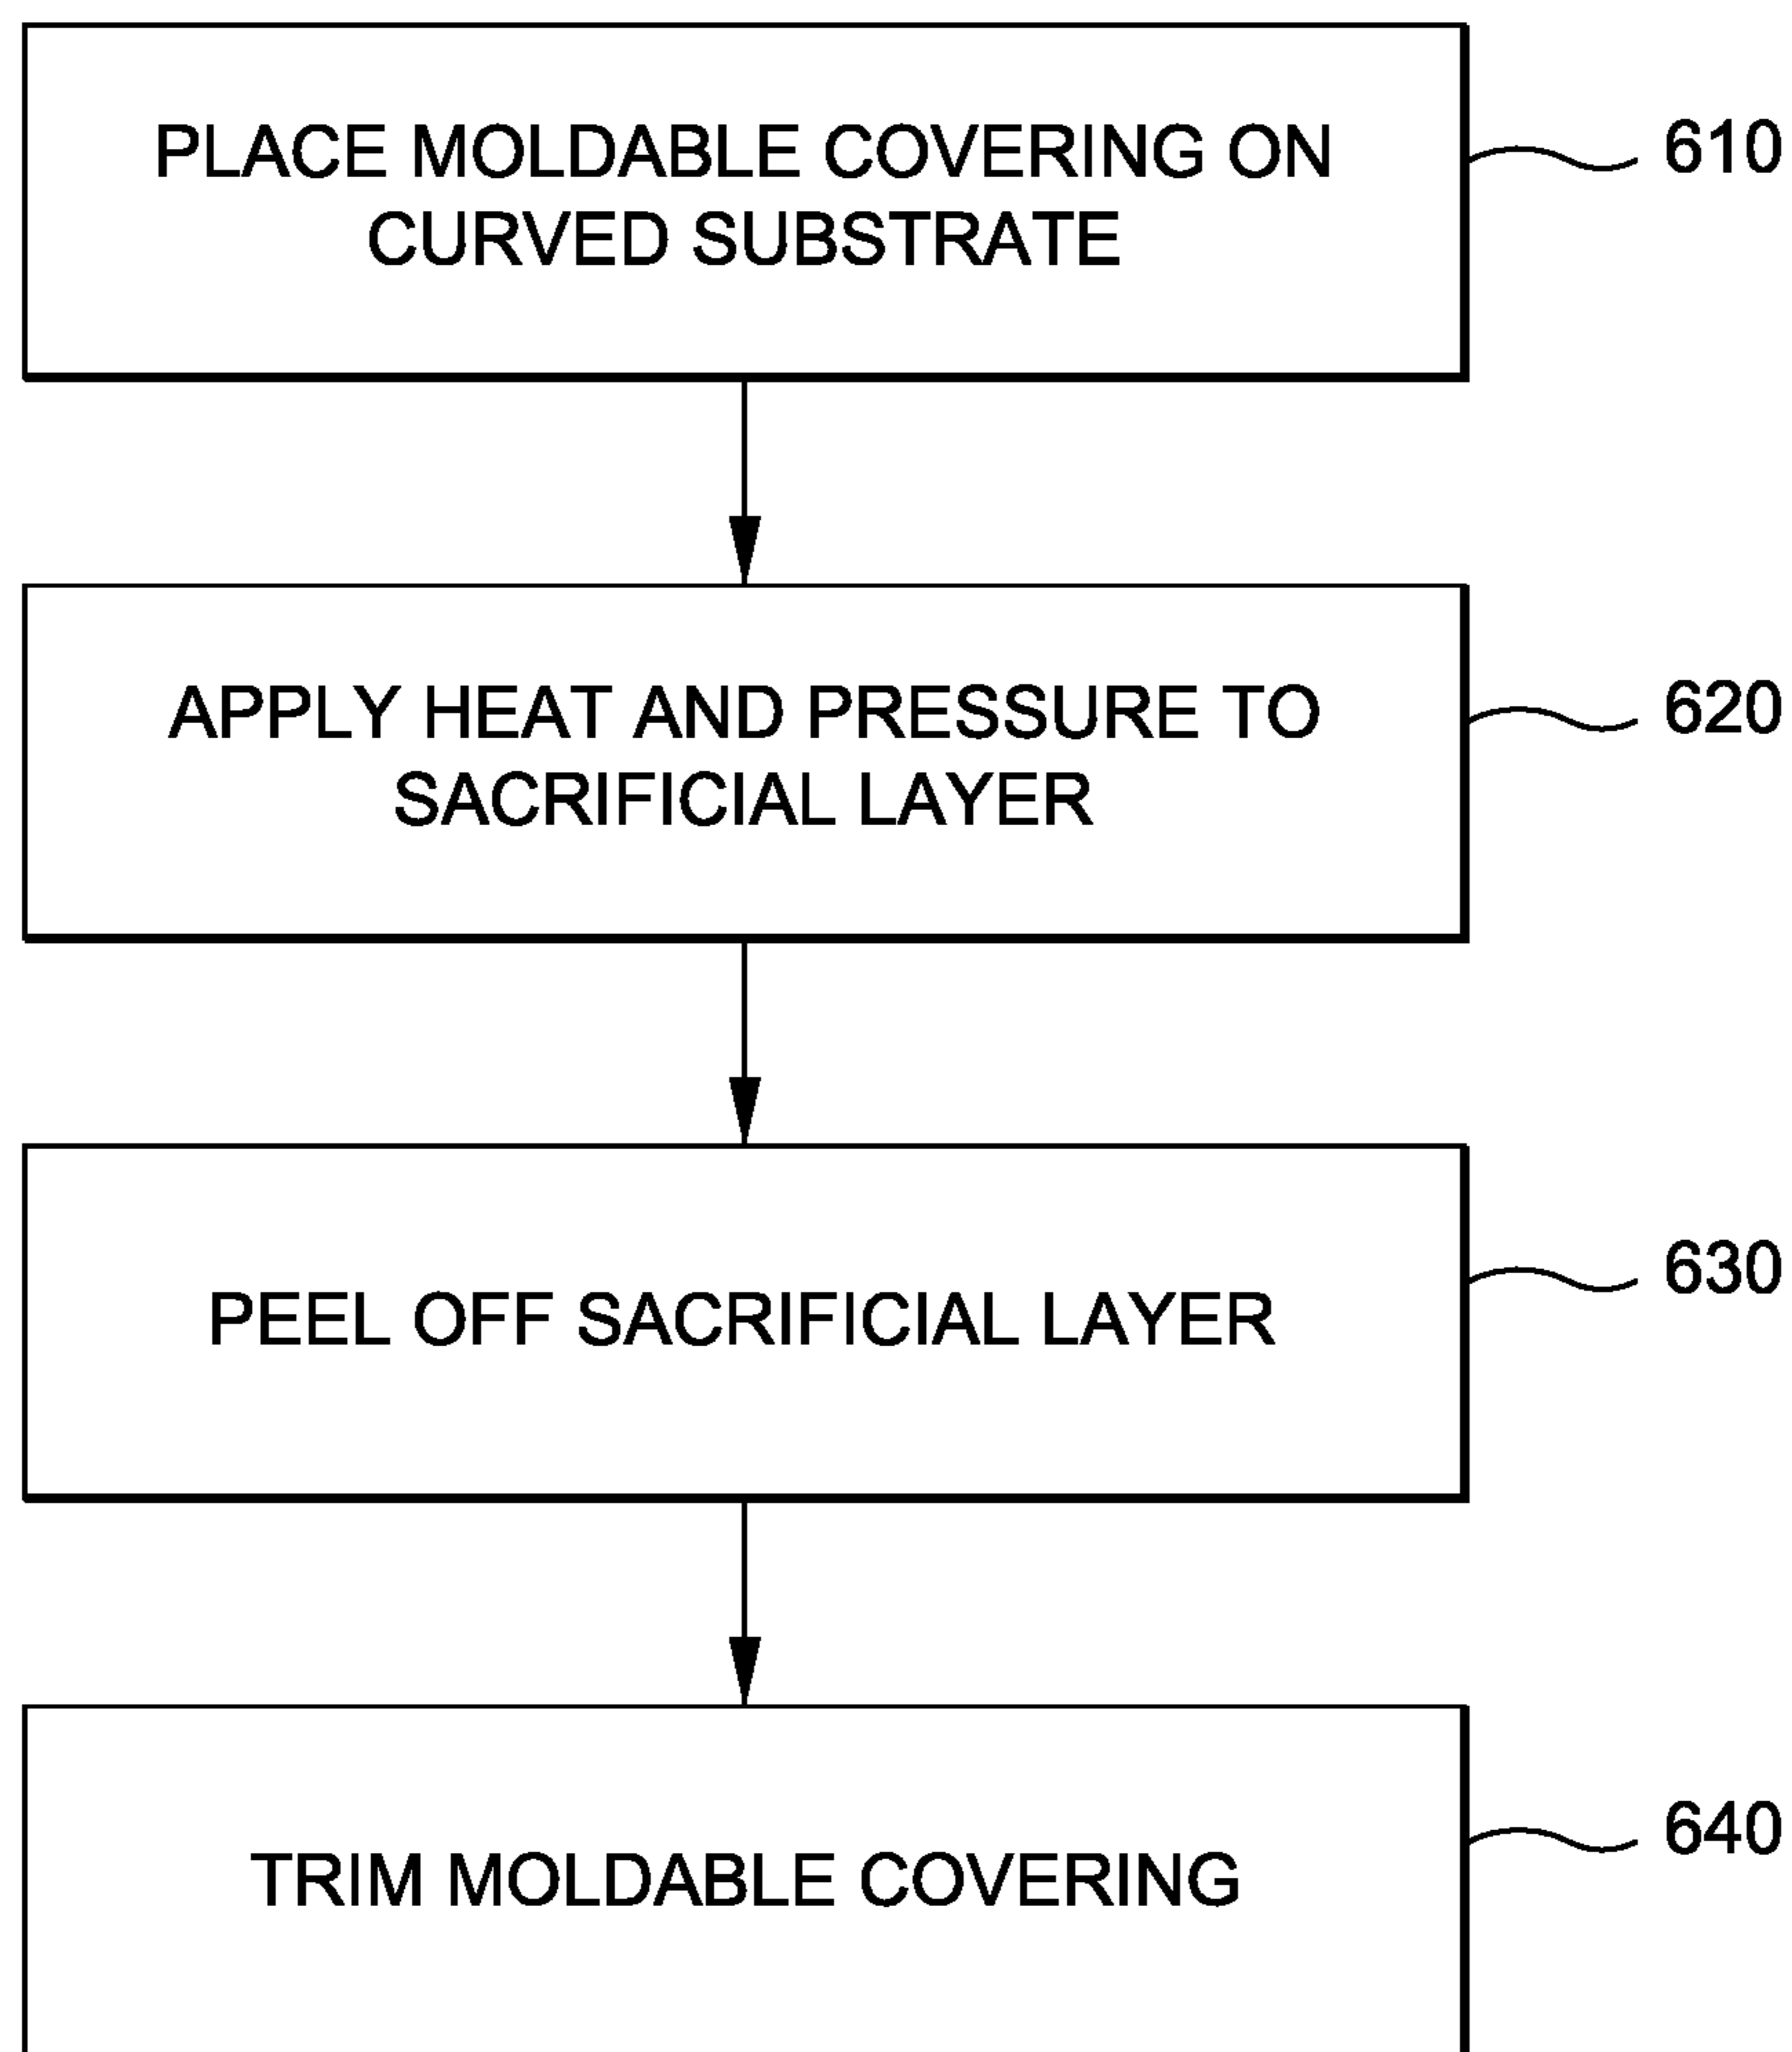 PLACE MOLDABLE COVERING ON
CURVED SUBSTRATE
610
APPLY HEAT AND PRESSURE TO
SACRIFICIAL LAYER
620
PEEL OFF SACRIFICIAL LAYER
630
TRIM MOLDABLE COVERING
640